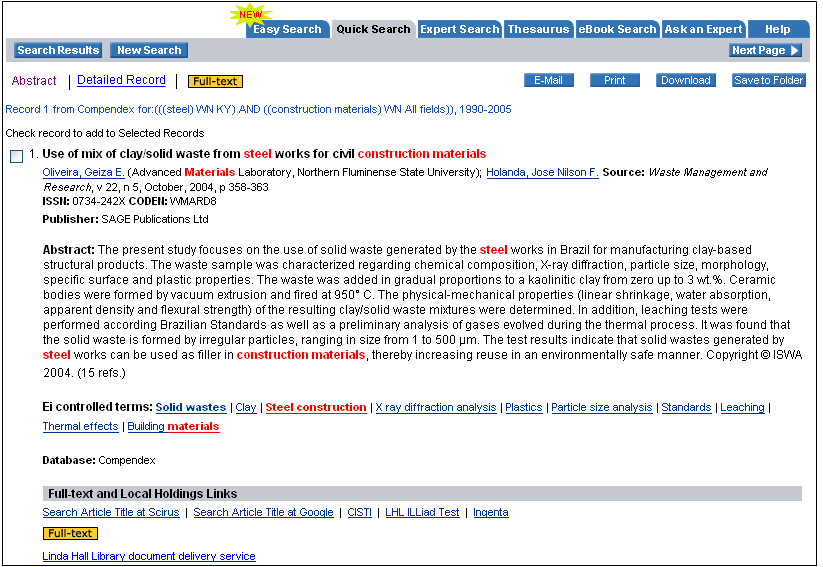 NEW
Easy Search Quick Search Expert Search Thesaurus eBook Search Ask an Expert Help
Search Results New Search Next Page
Abstract | Detailed Record | Full-text E-Mail Print Download Save to Folder
Record 1 from Compendex for:(((steel) WN KY) AND ((construction materials) WN All fields)), 1990-2005
Check record to add to Selected Records
1. Use of mix of clay/solid waste from steel works for civil construction materials
Oliveira, Geiza E. (Advanced Materials Laboratory, Northern Fluminense State University); Holanda, Jose Nilson F. Source: Waste Management and
Research, v 22, n 5, October, 2004, p 358-363
ISSN: 0734-242X CODEN: WMARD8
Publisher: SAGE Publications Ltd
Abstract: The present study focuses on the use of solid waste generated by the steel works in Brazil for manufacturing clay-based
structural products. The waste sample was characterized regarding chemical composition, X-ray diffraction, particle size, morphology,
specific surface and plastic properties. The waste was added in gradual proportions to a kaolinitic clay from zero up to 3 wt.%. Ceramic
bodies were formed by vacuum extrusion and fired at 950° C. The physical-mechanical properties (linear shrinkage, water absorption,
apparent density and flexural strength) of the resulting clay/solid waste mixtures were determined. In addition, leaching tests were
performed according Brazilian Standards as well as a preliminary analysis of gases evolved during the thermal process. It was found that
the solid waste is formed by irregular particles, ranging in size from 1 to 500 µm. The test results indicate that solid wastes generated by
steel works can be used as filler in construction materials, thereby increasing reuse in an environmentally safe manner. Copyright © ISWA
2004. (15 refs.)
Ei controlled terms: Solid wastes | Clay | Steel construction | X ray diffraction analysis | Plastics | Particle size analysis | Standards | Leaching |
Thermal effects | Building materials
Database: Compendex
Full-text and Local Holdings Links
Search Article Title at Scirus | Search Article Title at Google | CISTI | LHL ILLiad Test | Ingenta
Full-text
Linda Hall Library document delivery service